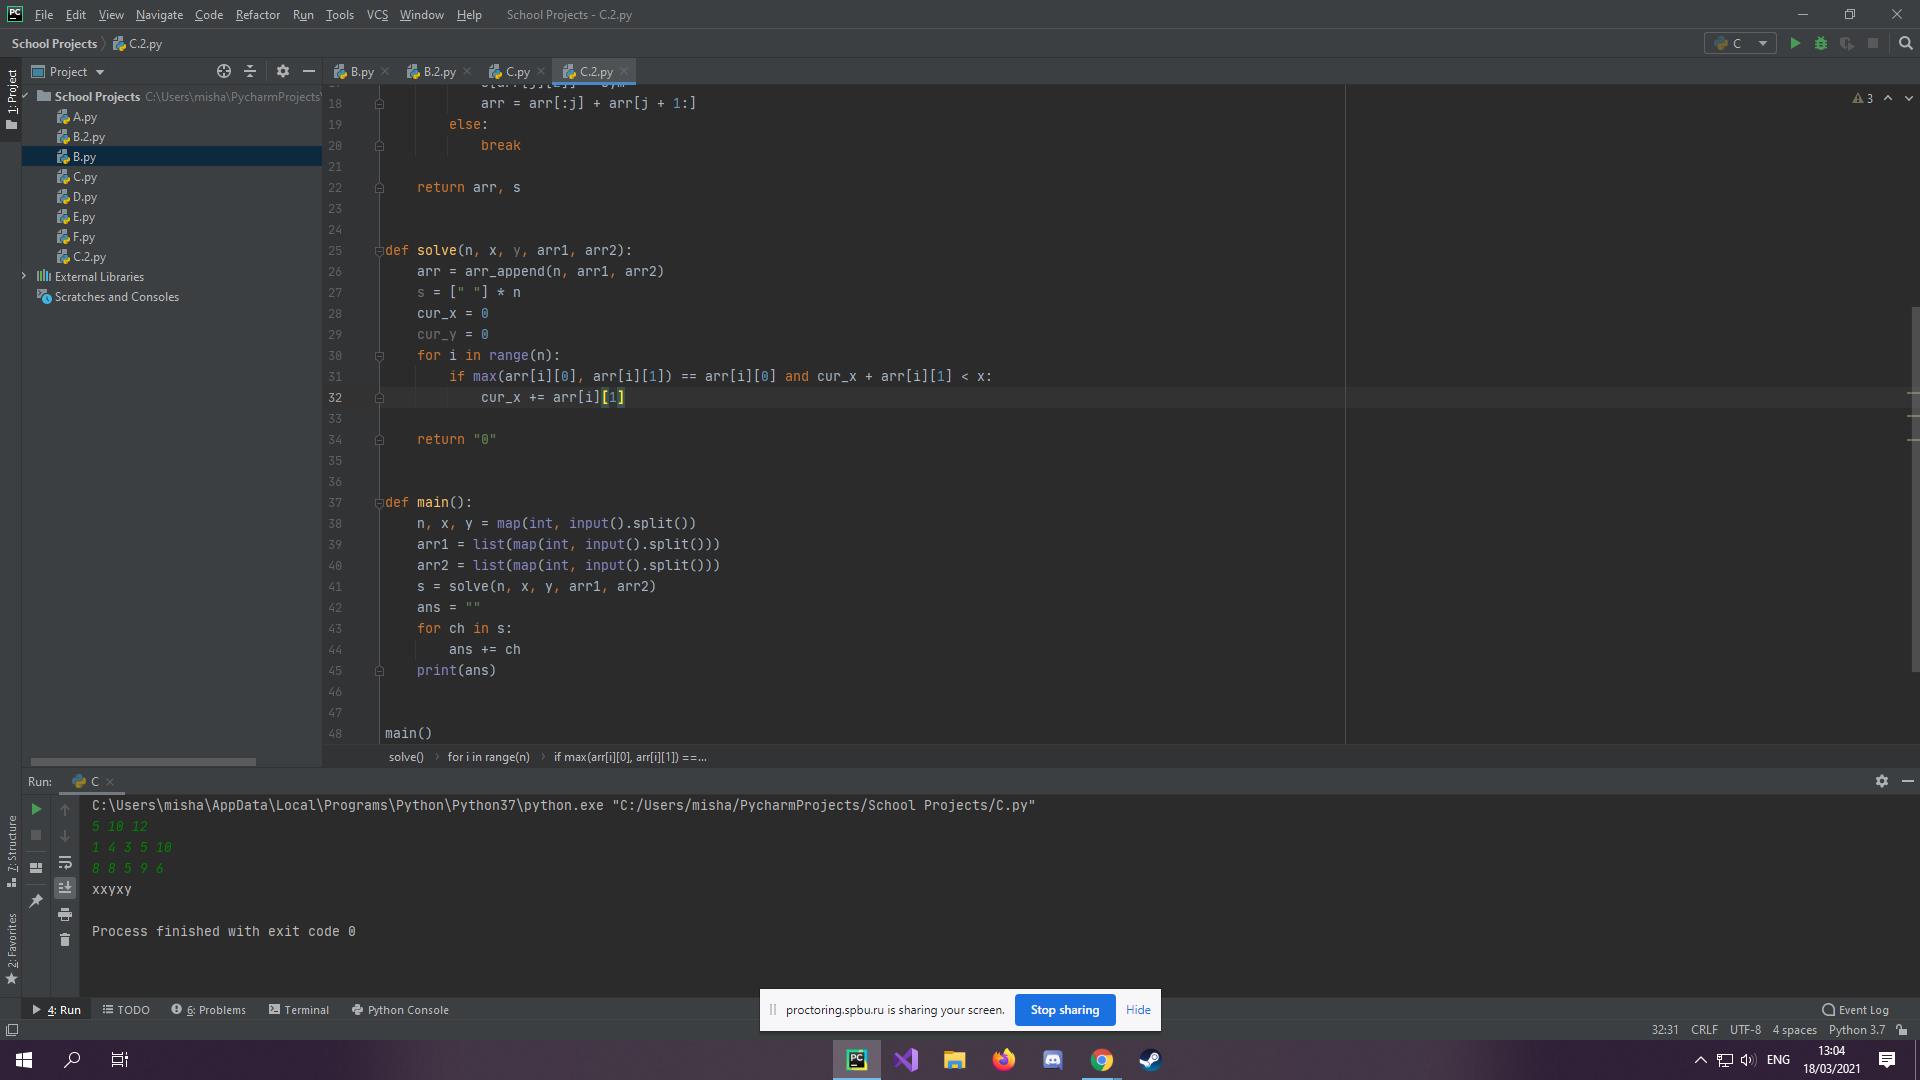 File Edit View Navigate Code Refactor Run Tools VCS Window Help School Projects - C.2.py
School Projects C.2.py
C
Project
B.py B.2.py C.py C.2.py
1: Project
School Projects C:\Users\misha\PycharmProjects\
A.py
B.2.py
B.py
C.py
D.py
E.py
F.py
C.2.py
External Libraries
Scratches and Consoles
3
18 arr = arr[:j] + arr[j + 1:]
19 else:
20 break
21
22 return arr, s
23
24
25 def solve(n, x, y, arr1, arr2):
26 arr = arr_append(n, arr1, arr2)
27 s = [" "] * n
28 cur_x = 0
29 cur_y = 0
30 for i in range(n):
31 if max(arr[i][0], arr[i][1]) == arr[i][0] and cur_x + arr[i][1] < x:
32 cur_x += arr[i][1]
33
34 return "0"
35
36
37 def main():
38 n, x, y = map(int, input().split())
39 arr1 = list(map(int, input().split()))
40 arr2 = list(map(int, input().split()))
41 s = solve(n, x, y, arr1, arr2)
42 ans = ""
43 for ch in s:
44 ans += ch
45 print(ans)
46
47
48 main()
solve() for i in range(n) if max(arr[i][0], arr[i][1]) ==...
Run: C
C:\Users\misha\AppData\Local\Programs\Python\Python37\python.exe "C:/Users/misha/PycharmProjects/School Projects/C.py"
5 10 12
1 4 3 5 10
8 8 5 9 6
xxyxy
Process finished with exit code 0
7: Structure
2: Favorites
4: Run TODO 6: Problems Terminal Python Console Event Log
proctoring.spbu.ru is sharing your screen. Stop sharing Hide
32:31 CRLF UTF-8 4 spaces Python 3.7
PC
ENG
13:04
18/03/2021